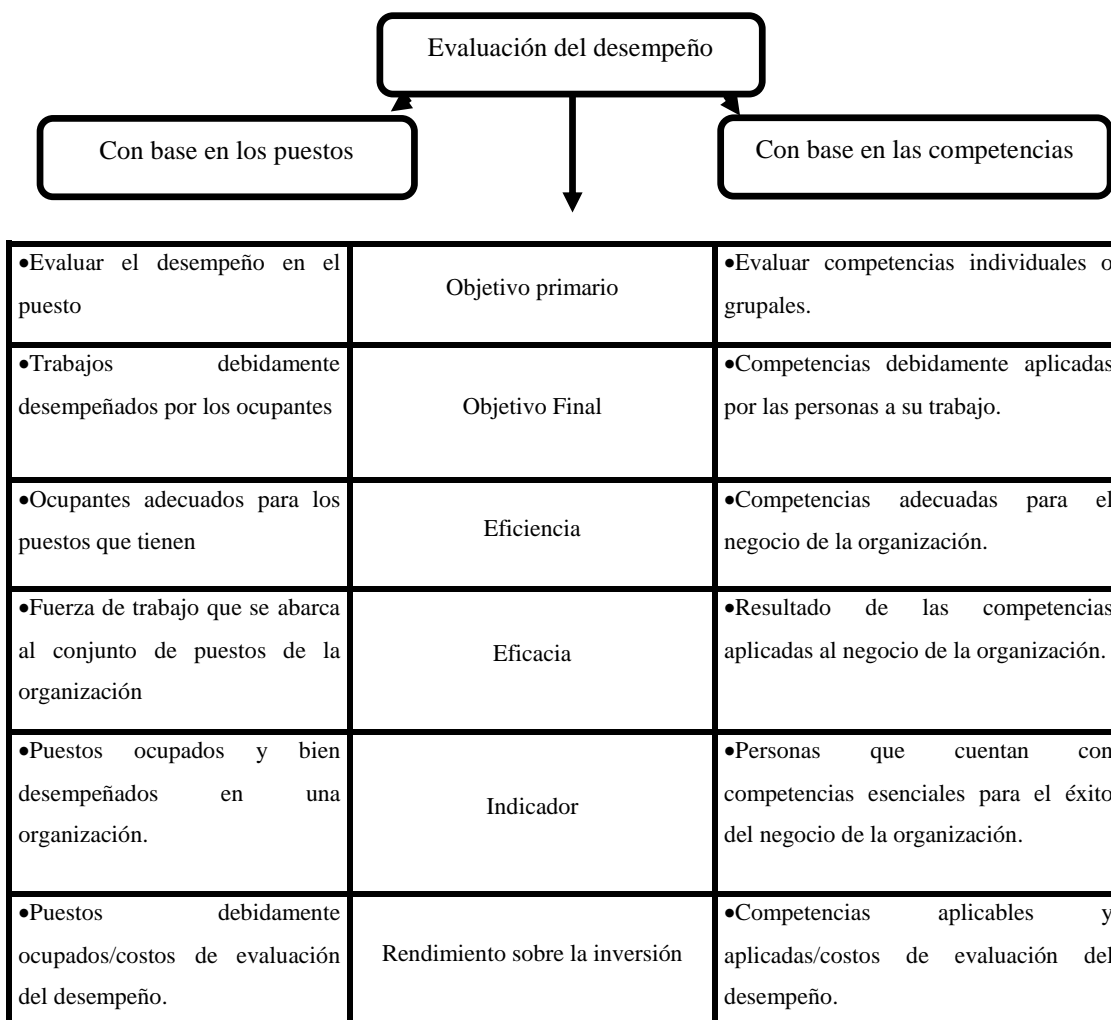 Evaluación del desempeño
Con base en los puestos
Con base en las competencias
•Evaluar el desempeño en el
puesto
Objetivo primario
•Evaluar competencias individuales o
grupales.
•Trabajos debidamente
desempeñados por los ocupantes
Objetivo Final
•Competencias debidamente aplicadas
por las personas a su trabajo.
•Ocupantes adecuados para los
puestos que tienen
Eficiencia
•Competencias adecuadas para el
negocio de la organización.
•Fuerza de trabajo que se abarca
al conjunto de puestos de la
organización
Eficacia
•Resultado de las competencias
aplicadas al negocio de la organización.
•Puestos ocupados y bien
desempeñados en una
organización.
Indicador
•Personas que cuentan con
competencias esenciales para el éxito
del negocio de la organización.
•Puestos debidamente
ocupados/costos de evaluación
del desempeño.
Rendimiento sobre la inversión
•Competencias aplicables y
aplicadas/costos de evaluación del
desempeño.